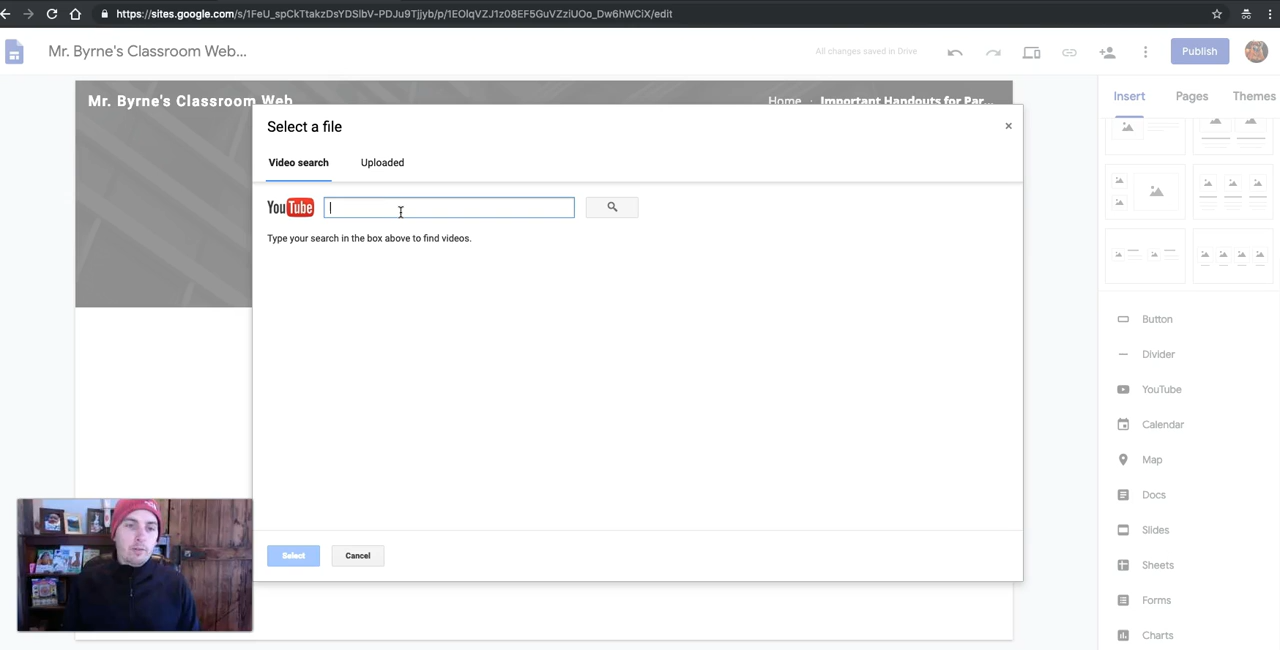 https://sites.google.com/s/1FeU_spCkTtakzDsYDSlbV-PDJu9Tjjyb/p/1EOlqVZJ1z08EF5GuVZziUOo_Dw6hWCiX/edit
Mr. Byrne's Classroom Web...
All changes saved in Drive
Publish
Mr. Byrne's Classroom Web
Home · Important Handouts for Par...
Insert
Pages
Themes
Select a file
×
Video search
Uploaded
YouTube
Type your search in the box above to find videos.
Select
Cancel
Button
Divider
YouTube
Calendar
Map
Docs
Slides
Sheets
Forms
Charts